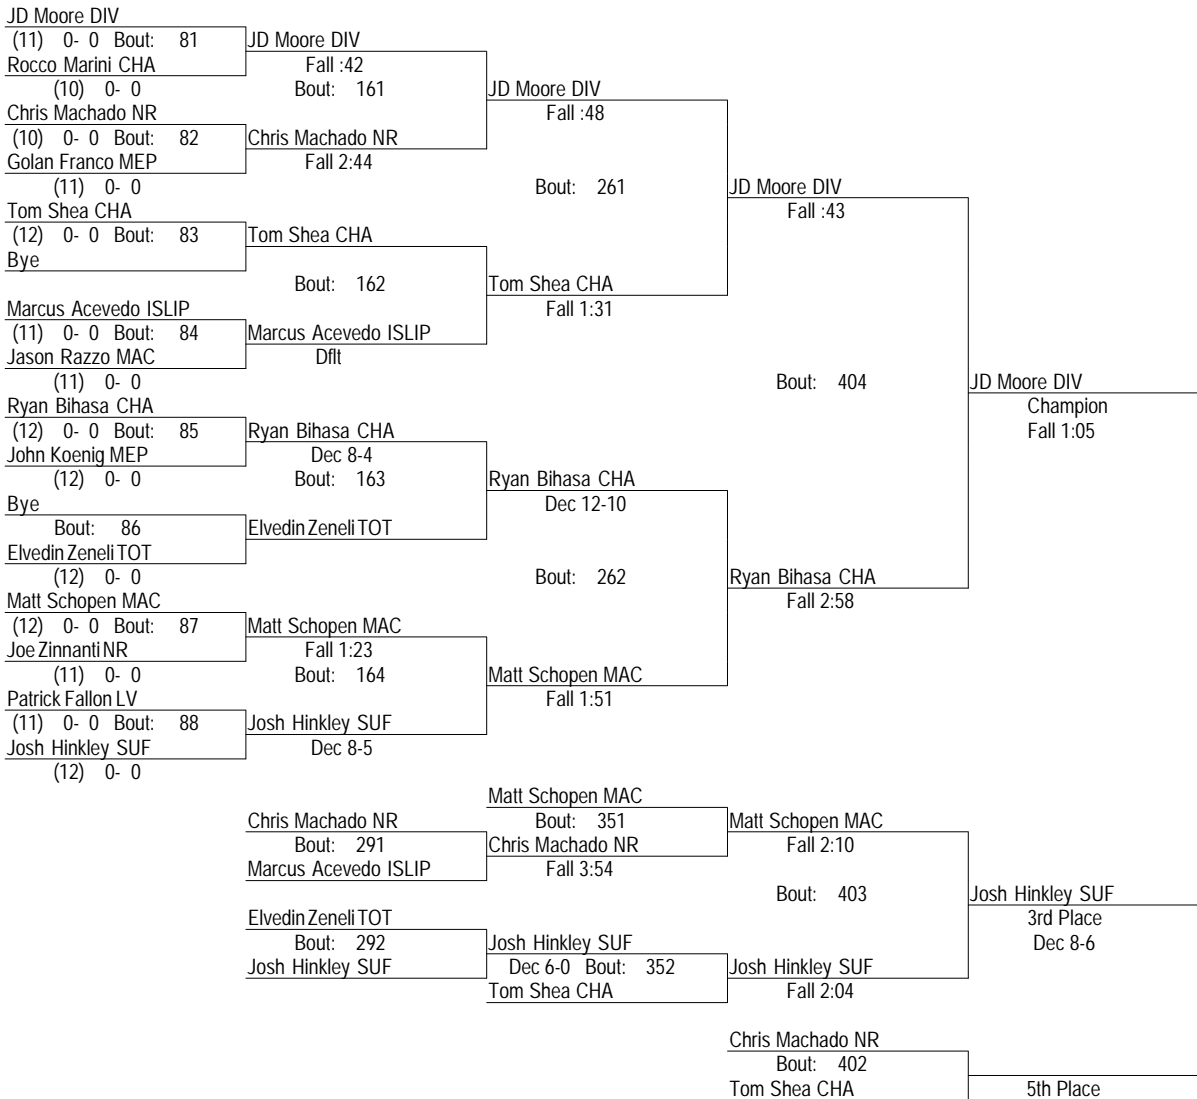 JD Moore DIV
(11) 0- 0 Bout: 81
Rocco Marini CHA
(10) 0- 0
Chris Machado NR
(10) 0- 0 Bout: 82
Golan Franco MEP
(11) 0- 0
Tom Shea CHA
(12) 0- 0 Bout: 83
Bye
Marcus Acevedo ISLIP
(11) 0- 0 Bout: 84
Jason Razzo MAC
(11) 0- 0
Ryan Bihasa CHA
(12) 0- 0 Bout: 85
John Koenig MEP
(12) 0- 0
Bye
Bout: 86
Elvedin Zeneli TOT
(12) 0- 0
Matt Schopen MAC
(12) 0- 0 Bout: 87
Joe Zinnanti NR
(11) 0- 0
Patrick Fallon LV
(11) 0- 0 Bout: 88
Josh Hinkley SUF
(12) 0- 0
JD Moore DIV
Fall :42
Bout: 161
Chris Machado NR
Fall 2:44
Tom Shea CHA
Bout: 162
Marcus Acevedo ISLIP
Dflt
Ryan Bihasa CHA
Dec 8-4
Bout: 163
Elvedin Zeneli TOT
Matt Schopen MAC
Fall 1:23
Bout: 164
Josh Hinkley SUF
Dec 8-5
JD Moore DIV
Fall :48
Bout: 261
Tom Shea CHA
Fall 1:31
Ryan Bihasa CHA
Dec 12-10
Bout: 262
Matt Schopen MAC
Fall 1:51
JD Moore DIV
Fall :43
Bout: 404
Ryan Bihasa CHA
Fall 2:58
JD Moore DIV
Champion
Fall 1:05
Chris Machado NR
Bout: 291
Marcus Acevedo ISLIP
Elvedin Zeneli TOT
Bout: 292
Josh Hinkley SUF
Matt Schopen MAC
Bout: 351
Chris Machado NR
Fall 3:54
Josh Hinkley SUF
Dec 6-0 Bout: 352
Tom Shea CHA
Matt Schopen MAC
Fall 2:10
Bout: 403
Josh Hinkley SUF
Fall 2:04
Josh Hinkley SUF
3rd Place
Dec 8-6
Chris Machado NR
Bout: 402
Tom Shea CHA
5th Place